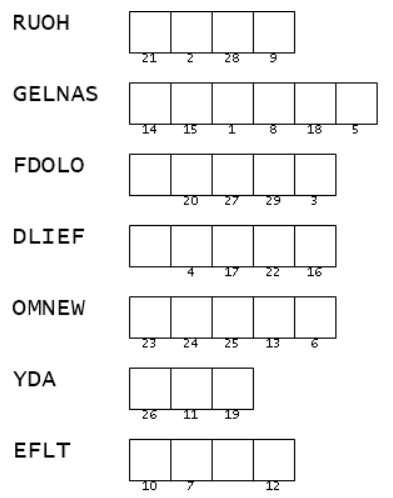 RUOH
21 2 28 9
GELNAS
14 15 1 8 18 5
FDOLO
20 27 29 3
DLIEF
4 17 22 16
OMNEW
23 24 25 13 6
YDA
26 11 19
EFLT
10 7 12